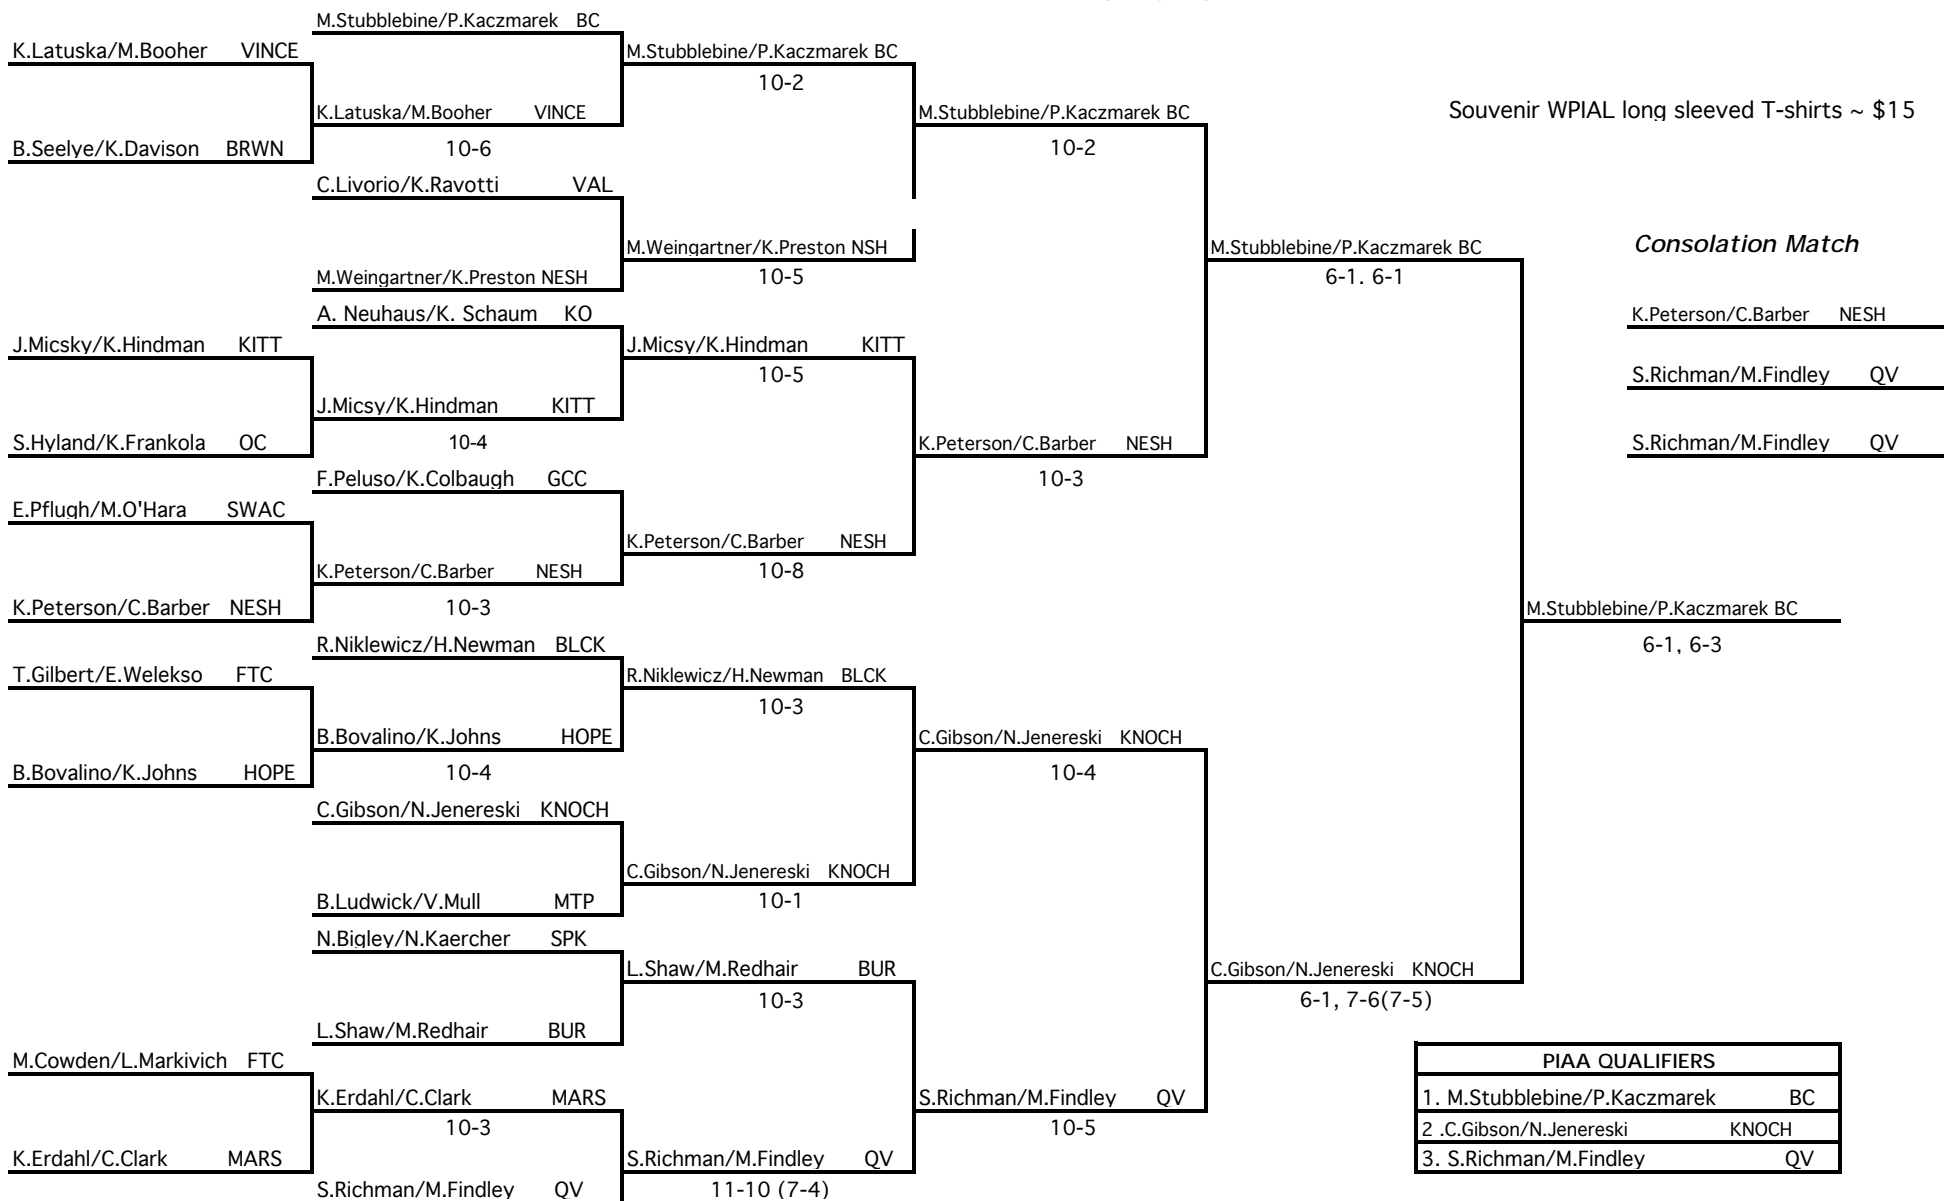 M.Stubblebine/P.Kaczmarek BC
K.Latuska/M.Booher VINCE
M.Stubblebine/P.Kaczmarek BC
10-2
K.Latuska/M.Booher VINCE
M.Stubblebine/P.Kaczmarek BC
Souvenir WPIAL long sleeved T-shirts ~ $15
B.Seelye/K.Davison BRWN
10-6
10-2
C.Livorio/K.Ravotti VAL
M.Weingartner/K.Preston NSH
M.Stubblebine/P.Kaczmarek BC
Consolation Match
M.Weingartner/K.Preston NESH
10-5
6-1. 6-1
A. Neuhaus/K. Schaum KO
K.Peterson/C.Barber NESH
J.Micsky/K.Hindman KITT
J.Micsy/K.Hindman KITT
10-5
S.Richman/M.Findley QV
J.Micsy/K.Hindman KITT
S.Hyland/K.Frankola OC
10-4
K.Peterson/C.Barber NESH
S.Richman/M.Findley QV
F.Peluso/K.Colbaugh GCC
10-3
E.Pflugh/M.O'Hara SWAC
K.Peterson/C.Barber NESH
K.Peterson/C.Barber NESH
10-8
K.Peterson/C.Barber NESH
10-3
M.Stubblebine/P.Kaczmarek BC
R.Niklewicz/H.Newman BLCK
6-1, 6-3
T.Gilbert/E.Welekso FTC
R.Niklewicz/H.Newman BLCK
10-3
B.Bovalino/K.Johns HOPE
C.Gibson/N.Jenereski KNOCH
B.Bovalino/K.Johns HOPE
10-4
10-4
C.Gibson/N.Jenereski KNOCH
C.Gibson/N.Jenereski KNOCH
B.Ludwick/V.Mull MTP
10-1
N.Bigley/N.Kaercher SPK
L.Shaw/M.Redhair BUR
C.Gibson/N.Jenereski KNOCH
10-3
6-1, 7-6(7-5)
L.Shaw/M.Redhair BUR
M.Cowden/L.Markivich FTC
PIAA QUALIFIERS
K.Erdahl/C.Clark MARS
S.Richman/M.Findley QV
1. M.Stubblebine/P.Kaczmarek BC
10-3
10-5
2 .C.Gibson/N.Jenereski KNOCH
K.Erdahl/C.Clark MARS
S.Richman/M.Findley QV
3. S.Richman/M.Findley QV
S.Richman/M.Findley QV
11-10 (7-4)